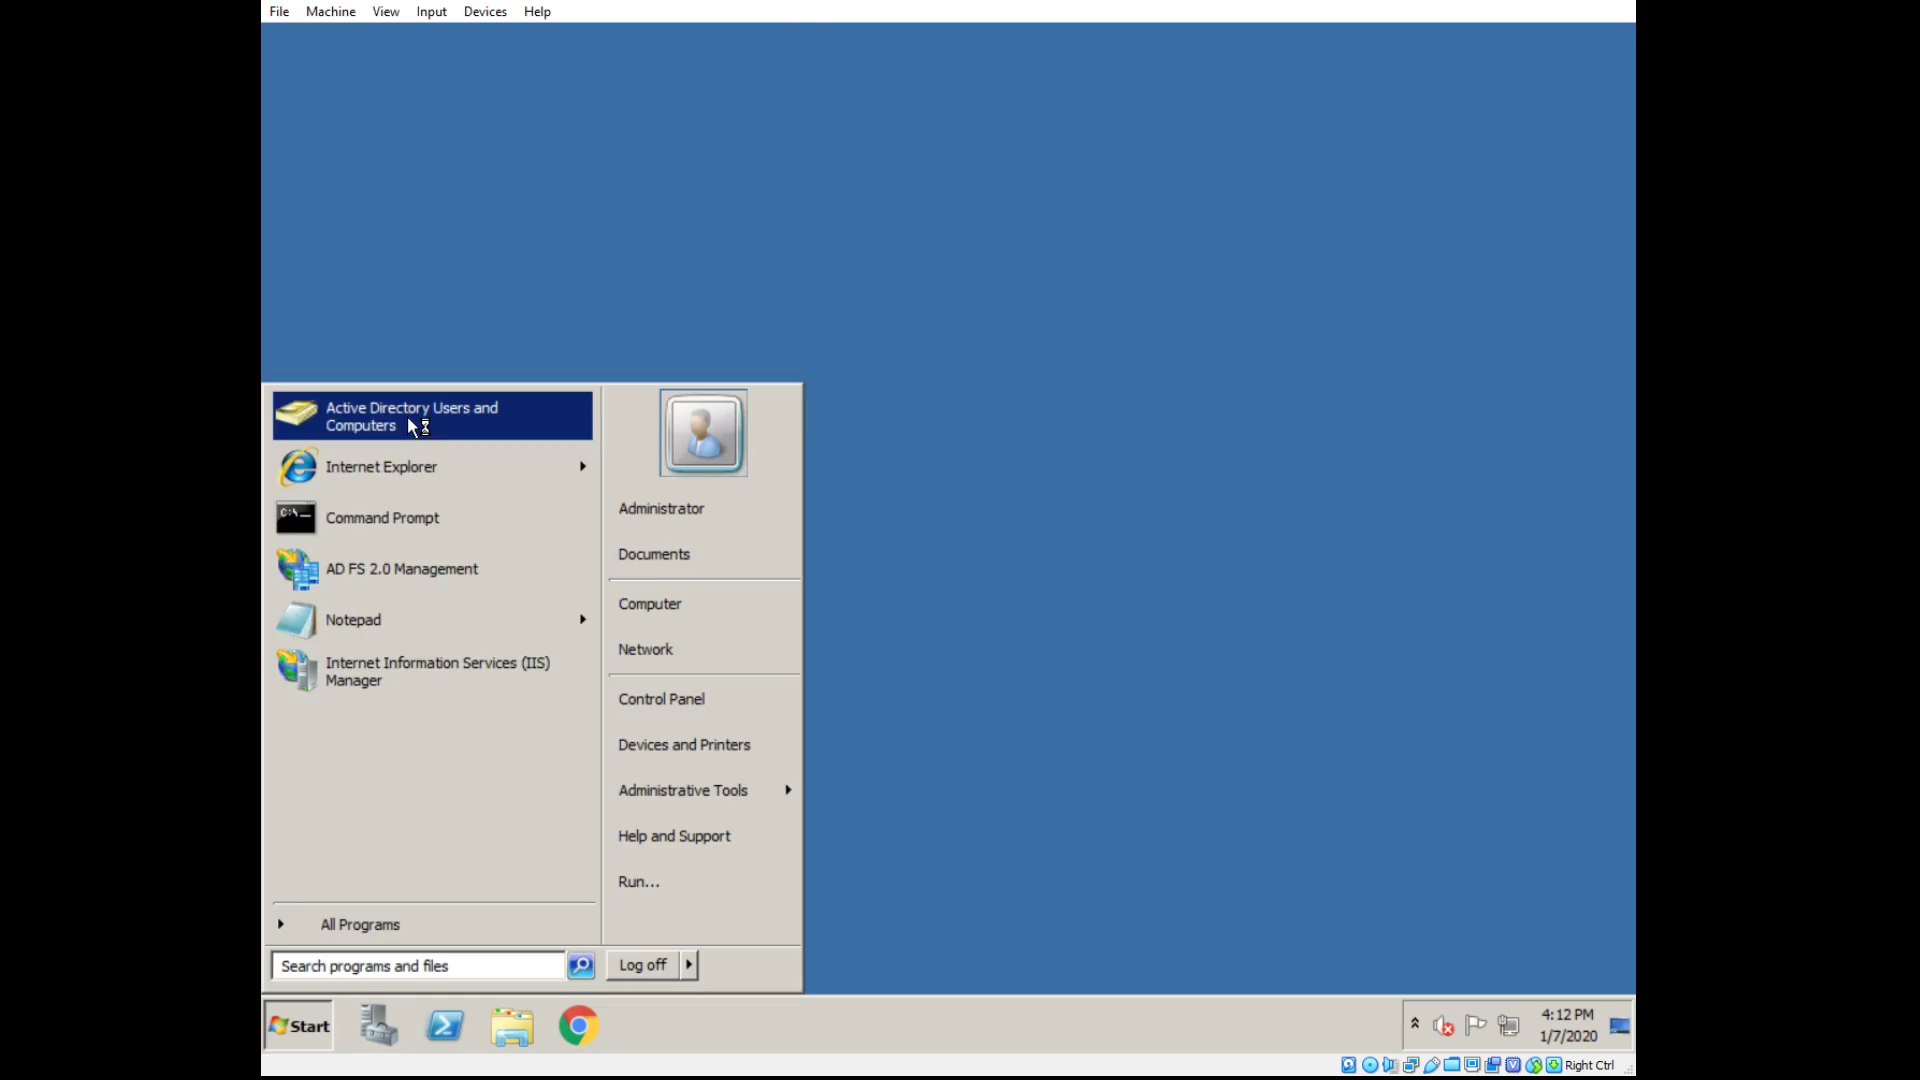 File Machine View Input Devices Help
Active Directory Users and
Computers
Internet Explorer
Command Prompt
AD FS 2.0 Management
Notepad
Internet Information Services (IIS)
Manager
All Programs
Search programs and files
Administrator
Documents
Computer
Network
Control Panel
Devices and Printers
Administrative Tools
Help and Support
Run...
Log off
Start
4:12 PM
1/7/2020
Right Ctrl